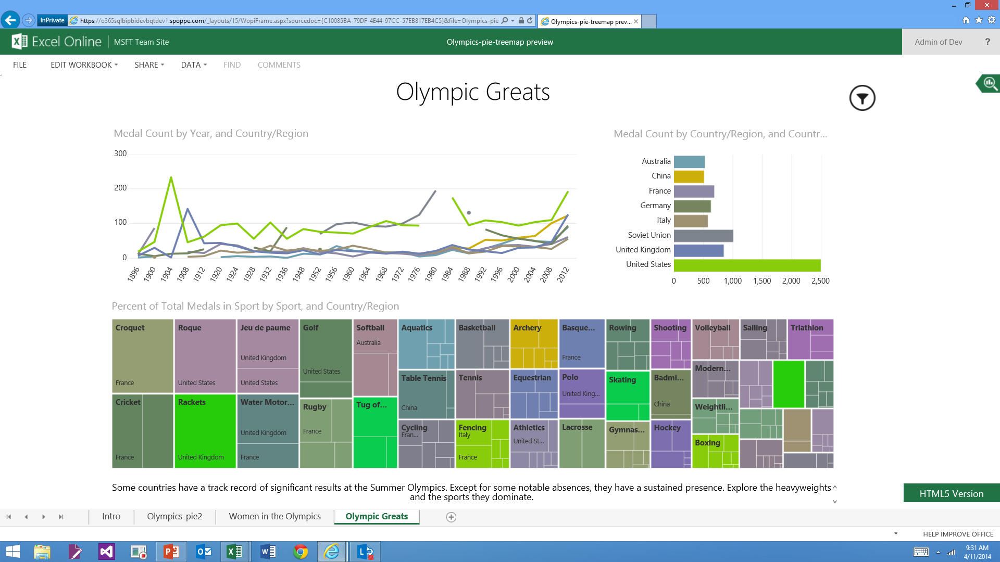 InPrivate
https://o365sqlbipbidevbqtdev1.spoppe.com/_layouts/15/WopiFrame.aspx?sourcedoc={C10085BA-79DF-4E44-97CC-57EB817EB4C5}&file=Olympics-pie
Olympics-pie-treemap prev...
Excel Online
MSFT Team Site
Olympics-pie-treemap preview
Admin of Dev
?
FILE
EDIT WORKBOOK
SHARE
DATA
FIND
COMMENTS
Olympic Greats
Medal Count by Year, and Country/Region
300
200
100
0
1896
1900
1904
1908
1912
1920
1924
1928
1932
1936
1948
1952
1956
1960
1964
1968
1972
1976
1980
1984
1988
1992
1996
2000
2004
2008
2012
Medal Count by Country/Region, and Countr...
Australia
China
France
Germany
Italy
Soviet Union
United Kingdom
United States
0
500
1,000
1,500
2,000
2,500
Percent of Total Medals in Sport by Sport, and Country/Region
Croquet
France
Cricket
France
Roque
United States
Rackets
United Kingdom
Jeu de paume
United Kingdom
United States
Water Motor...
United Kingdom
France
Golf
United States
Rugby
France
Softball
Australia
Tug of...
Aquatics
Table Tennis
China
Cycling
Fran...
Basketball
Tennis
Fencing
Italy
France
Archery
Equestrian
Athletics
United St...
Basque...
France
Polo
United King...
Lacrosse
Rowing
Skating
Gymnas...
Shooting
Badmi...
China
Hockey
Volleyball
Modern...
Weightli...
Boxing
Sailing
Triathlon
Some countries have a track record of significant results at the Summer Olympics. Except for some notable absences, they have a sustained presence. Explore the heavyweights
and the sports they dominate.
HTML5 Version
Intro
Olympics-pie2
Women in the Olympics
Olympic Greats
HELP IMPROVE OFFICE
9:31 AM
4/11/2014